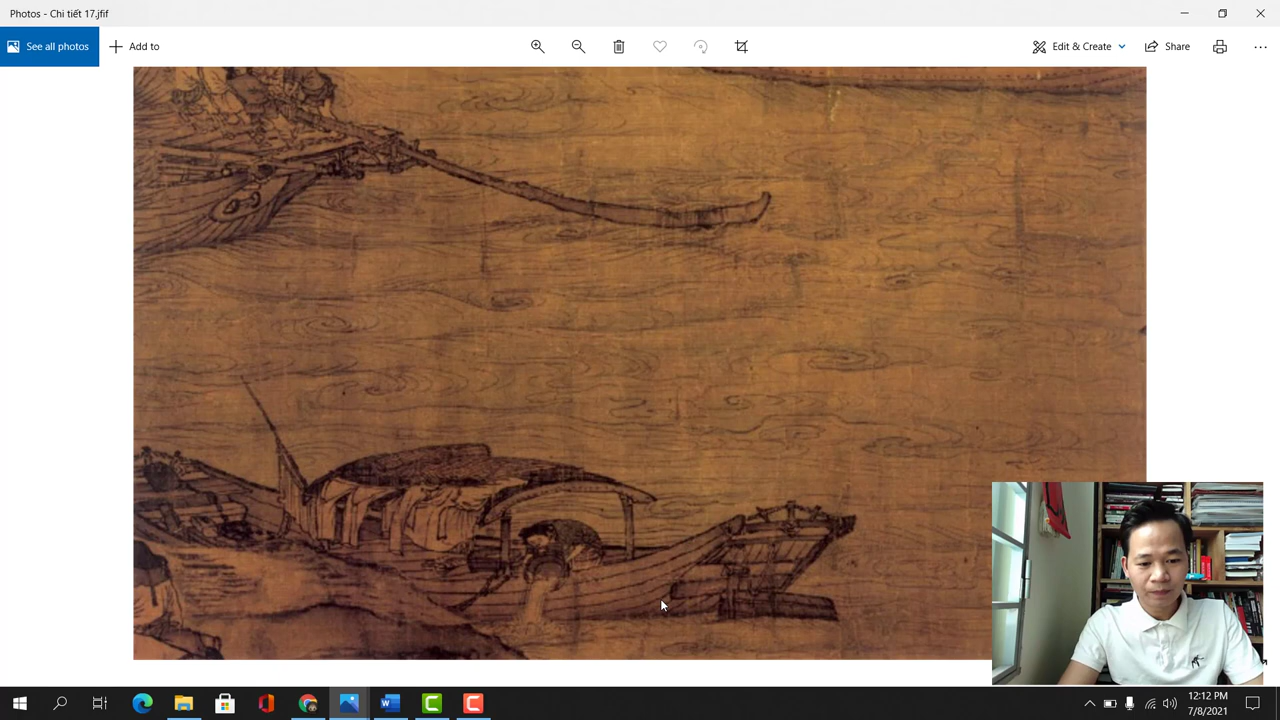 Photos - Chi tiết 17.jfif
See all photos
Add to
Edit & Create
Share
12:12 PM
7/8/2021